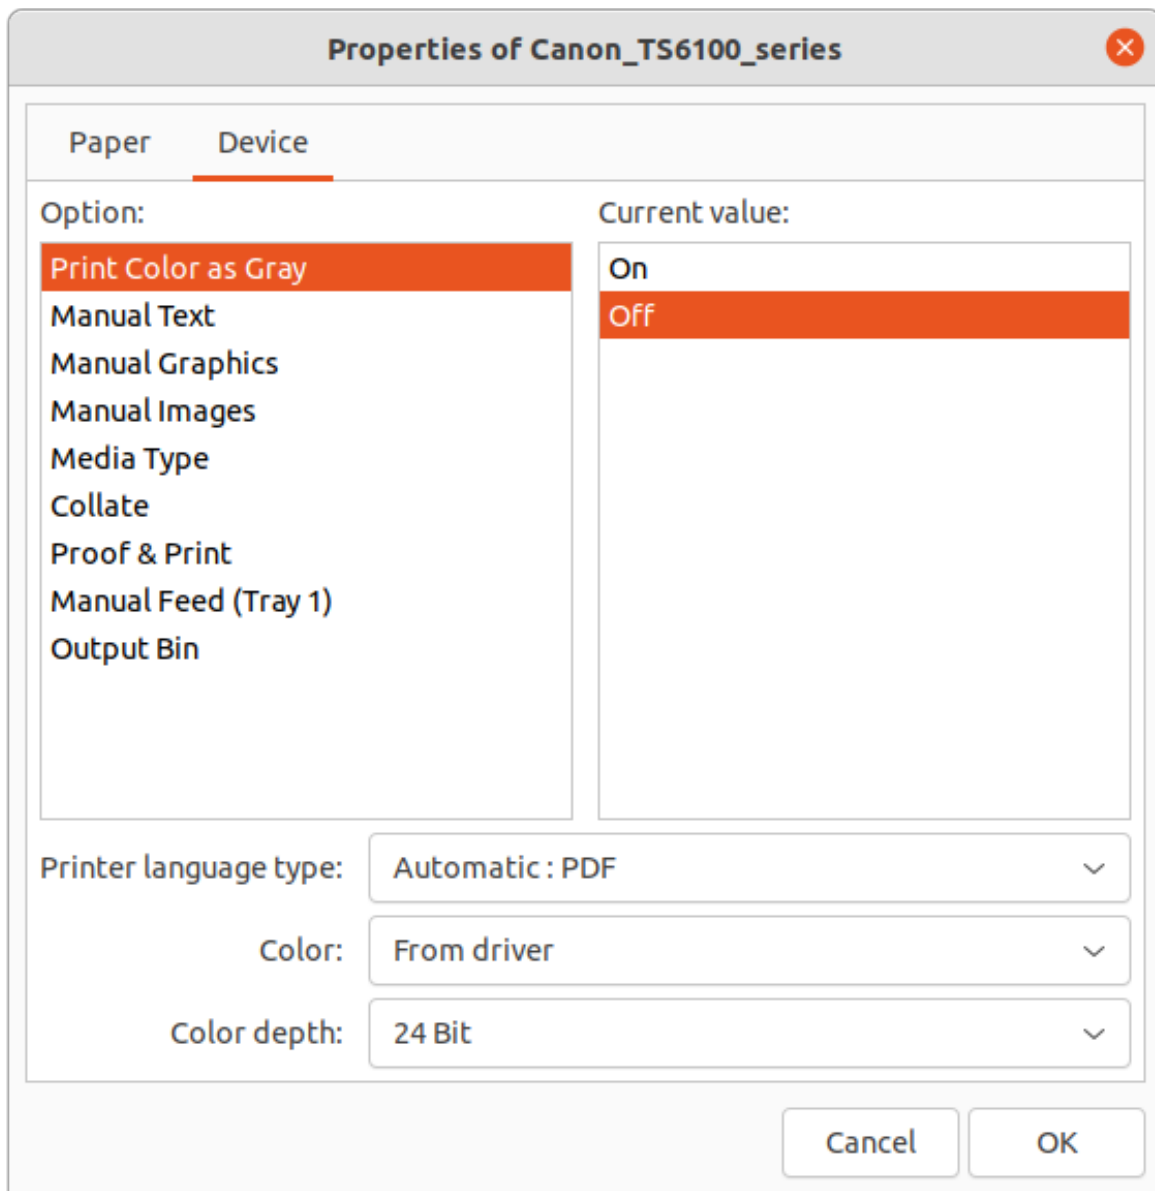 Properties of Canon_TS6100_series
Paper Device
Option: Current value:
Print Color as Gray On
Manual Text Off
Manual Graphics
Manual Images
Media Type
Collate
Proof & Print
Manual Feed (Tray 1)
Output Bin
Printer language type: Automatic : PDF
Color: From driver
Color depth: 24 Bit
Cancel OK